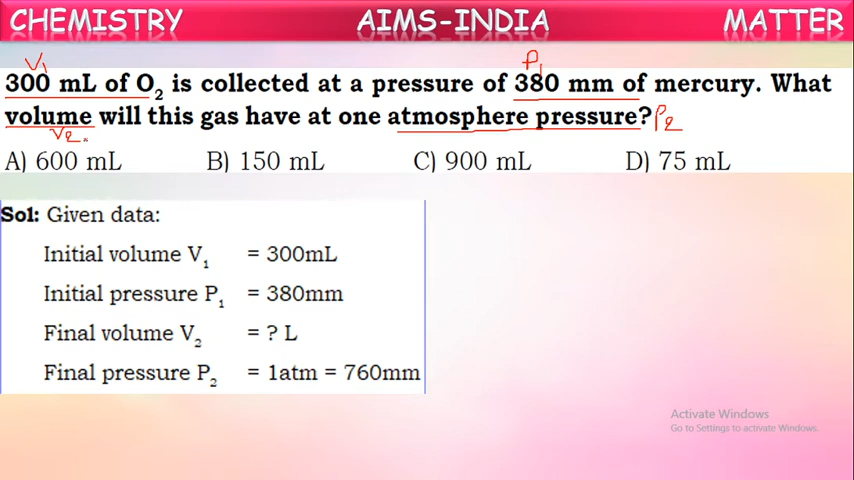 CHEMISTRY AIMS-INDIA MATTER
V₁ P₁
300 mL of O₂ is collected at a pressure of 380 mm of mercury. What
volume will this gas have at one atmosphere pressure? P₂
V₂
A) 600 mL B) 150 mL C) 900 mL D) 75 mL
Sol: Given data:
Initial volume V₁ = 300mL
Initial pressure P₁ = 380mm
Final volume V₂ = ? L
Final pressure P₂ = 1atm = 760mm
Activate Windows
Go to Settings to activate Windows.